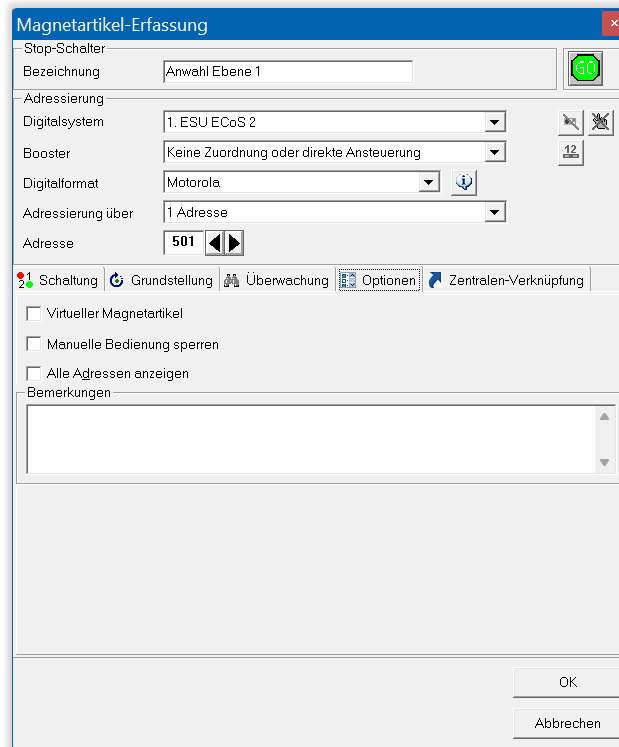 Magnetartikel-Erfassung
Stop-Schalter
Bezeichnung Anwahl Ebene 1
GO
Adressierung
Digitalsystem 1. ESU ECoS 2
Booster Keine Zuordnung oder direkte Ansteuerung
12
Digitalformat Motorola
Adressierung über 1 Adresse
Adresse 501
1 2 Schaltung Grundstellung Überwachung Optionen Zentralen-Verknüpfung
Virtueller Magnetartikel
Manuelle Bedienung sperren
Alle Adressen anzeigen
Bemerkungen
OK
Abbrechen